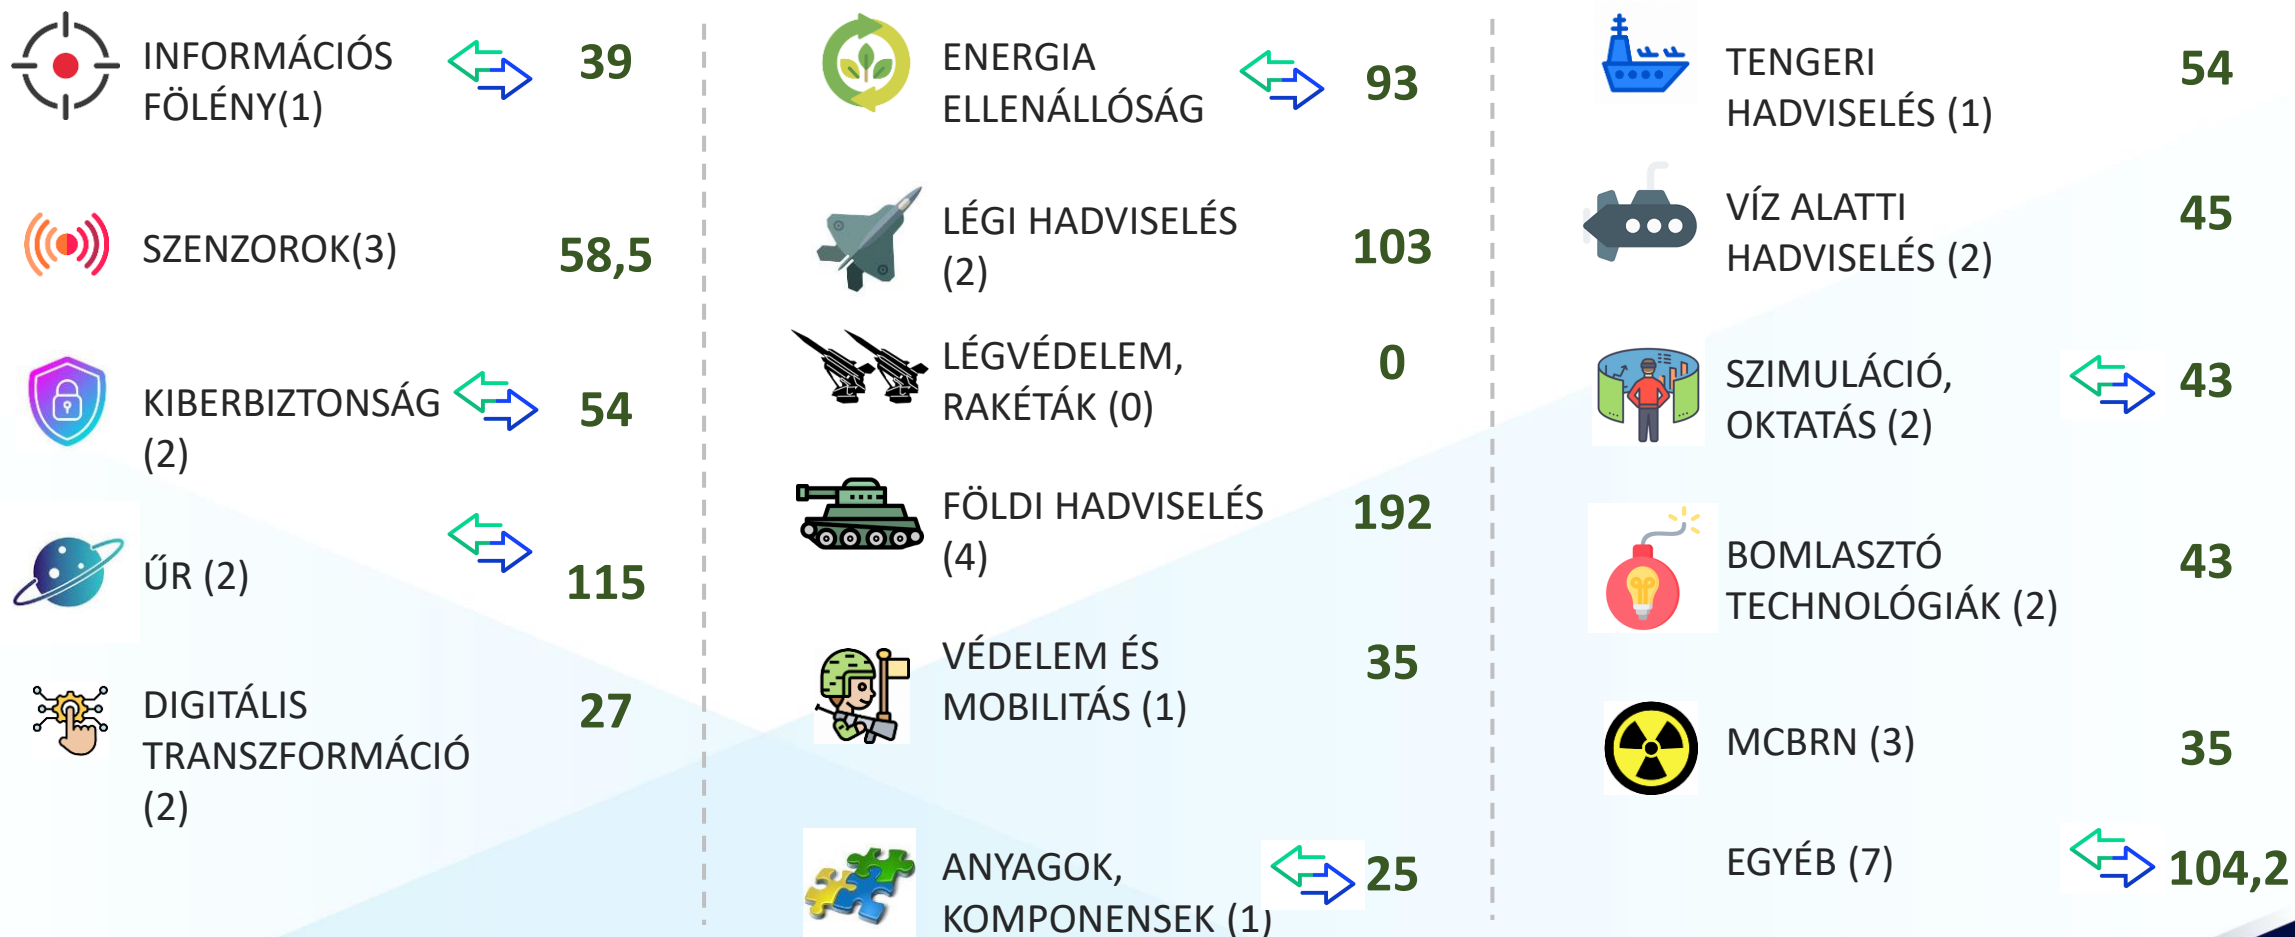 INFORMÁCIÓS
FÖLÉNY(1)
39
SZENZOROK(3)
58,5
KIBERBIZTONSÁG
(2)
54
ŰR (2)
115
DIGITÁLIS
TRANSZFORMÁCIÓ
(2)
27
ENERGIA
ELLENÁLLÓSÁG
93
LÉGI HADVISELÉS
(2)
103
LÉGVÉDELEM,
RAKÉTÁK (0)
0
FÖLDI HADVISELÉS
(4)
192
VÉDELEM ÉS
MOBILITÁS (1)
35
ANYAGOK,
KOMPONENSEK (1)
25
TENGERI
HADVISELÉS (1)
54
VÍZ ALATTI
HADVISELÉS (2)
45
SZIMULÁCIÓ,
OKTATÁS (2)
43
BOMLASZTÓ
TECHNOLÓGIÁK (2)
43
MCBRN (3)
35
EGYÉB (7)
104,2